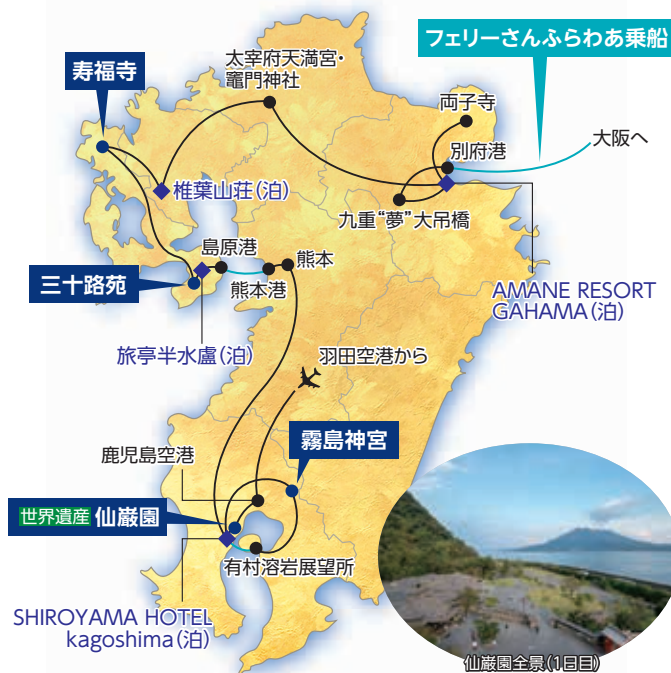 フェリーさんふらわあ乗船
太宰府天満宮・
竈門神社
寿福寺
両子寺
大阪へ
別府港
椎葉山荘(泊)
九重“夢”大吊橋
島原港
熊本
熊本港
三十路苑
AMANE RESORT
GAHAMA(泊)
旅亭半水盧(泊)
羽田空港から
霧島神宮
鹿児島空港
世界遺産 仙巌園
有村溶岩展望所
SHIROYAMA HOTEL
kagoshima(泊)
仙巌園全景(1日目)